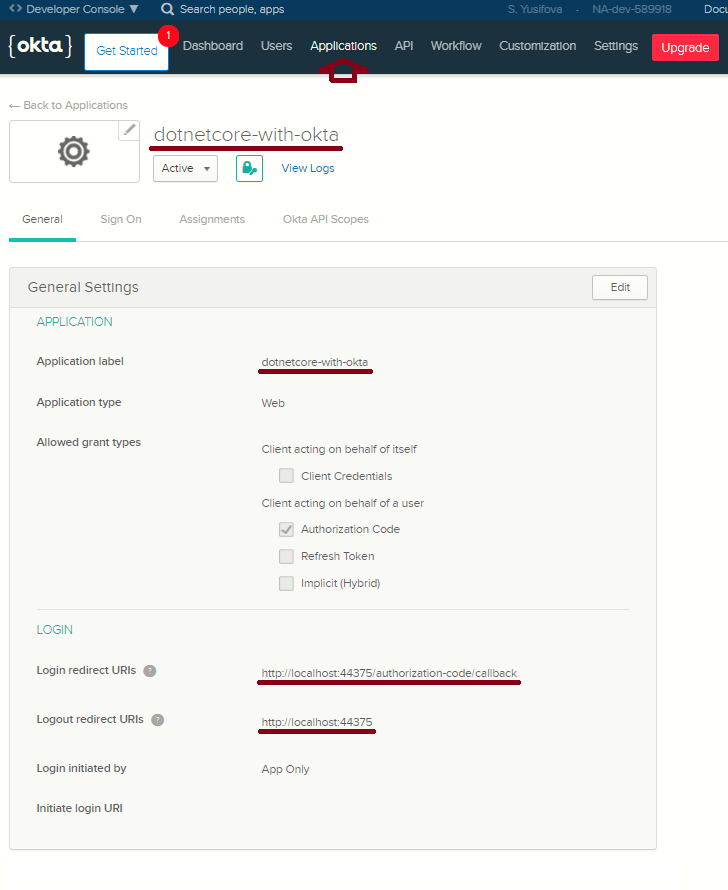 Developer Console Search people, apps S. Yusifova - NA-dev-589918 Docu
{okta} Get Started 1 Dashboard Users Applications API Workflow Customization Settings Upgrade
← Back to Applications
dotnetcore-with-okta
Active View Logs
General Sign On Assignments Okta API Scopes
General Settings Edit
APPLICATION
Application label dotnetcore-with-okta
Application type Web
Allowed grant types
Client acting on behalf of itself
Client Credentials
Client acting on behalf of a user
Authorization Code
Refresh Token
Implicit (Hybrid)
LOGIN
Login redirect URIs ? http://localhost:44375/authorization-code/callback
Logout redirect URIs ? http://localhost:44375
Login initiated by App Only
Initiate login URI